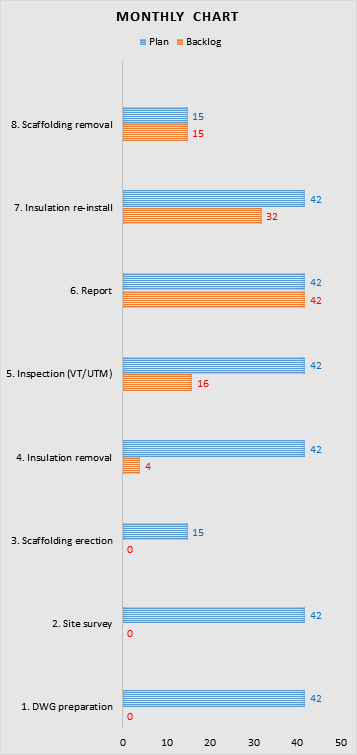 MONTHLY CHART
Plan Backlog
8. Scaffolding removal 15
15
7. Insulation re-install 42
32
6. Report 42
42
5. Inspection (VT/UTM) 42
16
4. Insulation removal 42
4
3. Scaffolding erection 15
0
2. Site survey 42
0
1. DWG preparation 42
0
0 10 20 30 40 50